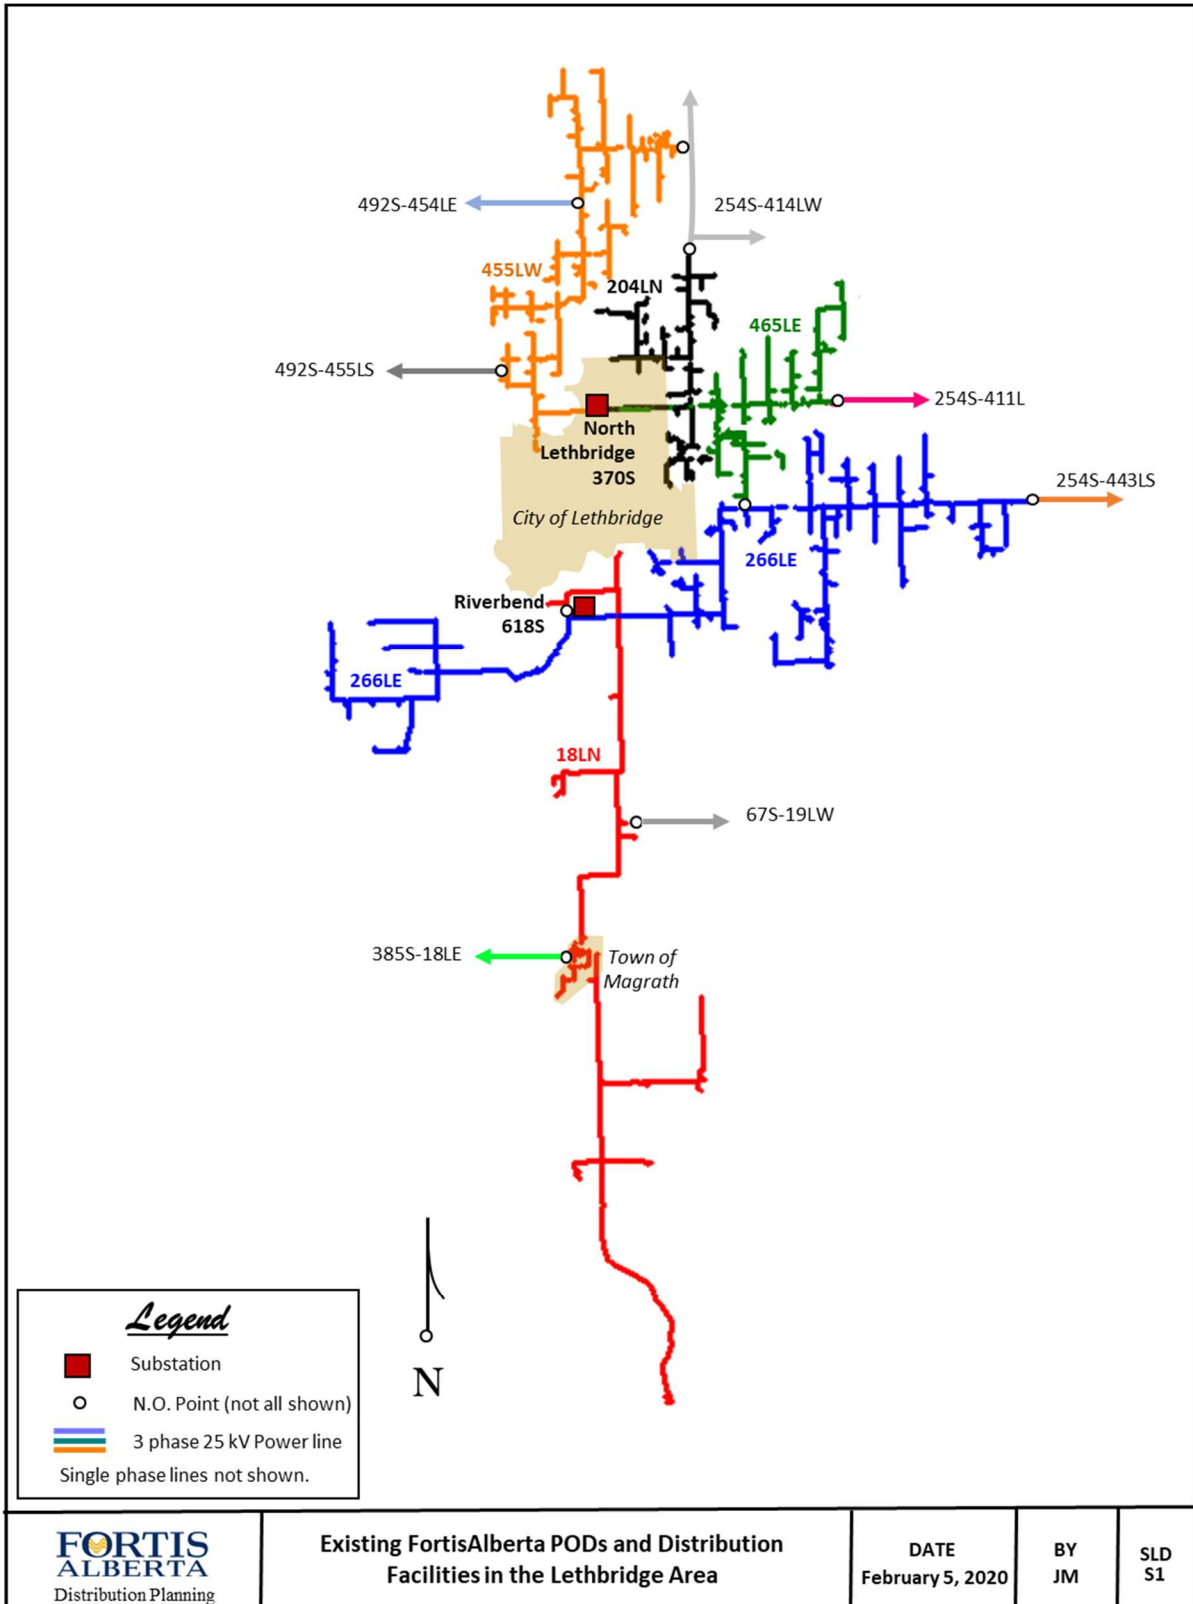 492S-454LE
254S-414LW
455LW
204LN
465LE
492S-455LS
254S-411L
North
Lethbridge
370S
254S-443LS
City of Lethbridge
266LE
Riverbend
618S
266LE
18LN
67S-19LW
385S-18LE
Town of
Magrath
N
Legend
Substation
N.O. Point (not all shown)
3 phase 25 kV Power line
Single phase lines not shown.
FORTIS
ALBERTA
Distribution Planning
Existing FortisAlberta PODs and Distribution
Facilities in the Lethbridge Area
DATE
February 5, 2020
BY
JM
SLD
S1